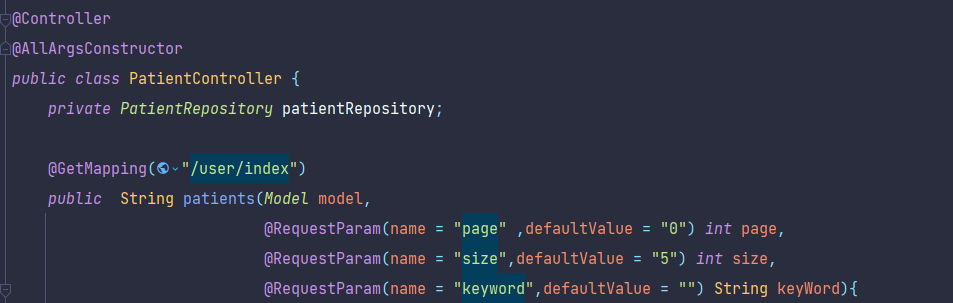 @Controller
@AllArgsConstructor
public class PatientController {
    private PatientRepository patientRepository;

    @GetMapping("/user/index")
    public  String patients(Model model,
                            @RequestParam(name = "page" ,defaultValue = "0") int page,
                            @RequestParam(name = "size",defaultValue = "5") int size,
                            @RequestParam(name = "keyword",defaultValue = "") String keyWord){